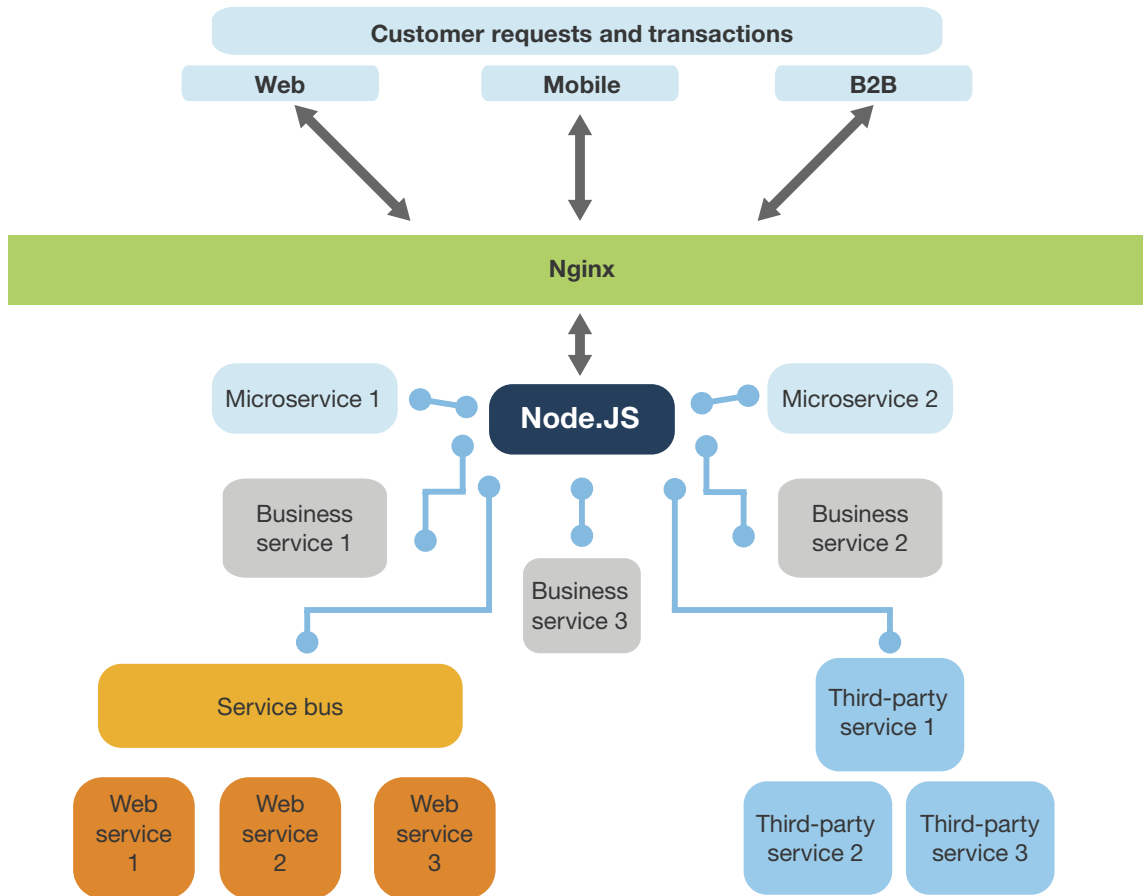 Customer requests and transactions
Web
Mobile
B2B
Nginx
Microservice 1
Node.JS
Microservice 2
Business
service 1
Business
service 2
Business
service 3
Service bus
Third-party
service 1
Web
service
1
Web
service
2
Web
service
3
Third-party
service 2
Third-party
service 3